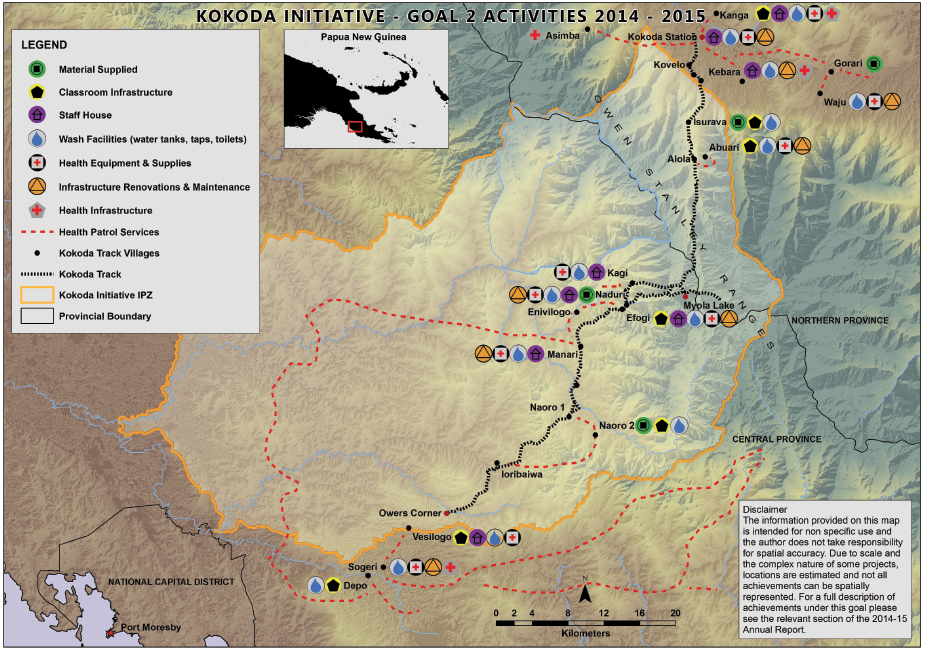 KOKODA INITIATIVE - GOAL 2 ACTIVITIES 2014 - 2015
LEGEND
Material Supplied
Classroom Infrastructure
Staff House
Wash Facilities (water tanks, taps, toilets)
Health Equipment & Supplies
Infrastructure Renovations & Maintenance
Health Infrastructure
Health Patrol Services
Kokoda Track Villages
Kokoda Track
Kokoda Initiative IPZ
Provincial Boundary
Papua New Guinea
Kanga
Asimba
Kokoda Station
Kovelo
Kebara
Gorari
Waju
Isurava
Abuari
Alola
OWEN STANLEY RANGES
Kagi
Naduri
Myola Lake
Enivilogo
Efogi
NORTHERN PROVINCE
Manari
Naoro 1
Naoro 2
CENTRAL PROVINCE
Ioribaiwa
Owers Corner
Vesilogo
Sogeri
Depo
NATIONAL CAPITAL DISTRICT
Port Moresby
N
0 2 4 8 12 16 20
Kilometers
Disclaimer
The information provided on this map
is intended for non specific use and
the author does not take responsibility
for spatial accuracy. Due to scale and
the complex nature of some projects,
locations are estimated and not all
achievements can be spatially
represented. For a full description of
achievements under this goal please
see the relevant section of the 2014-15
Annual Report.